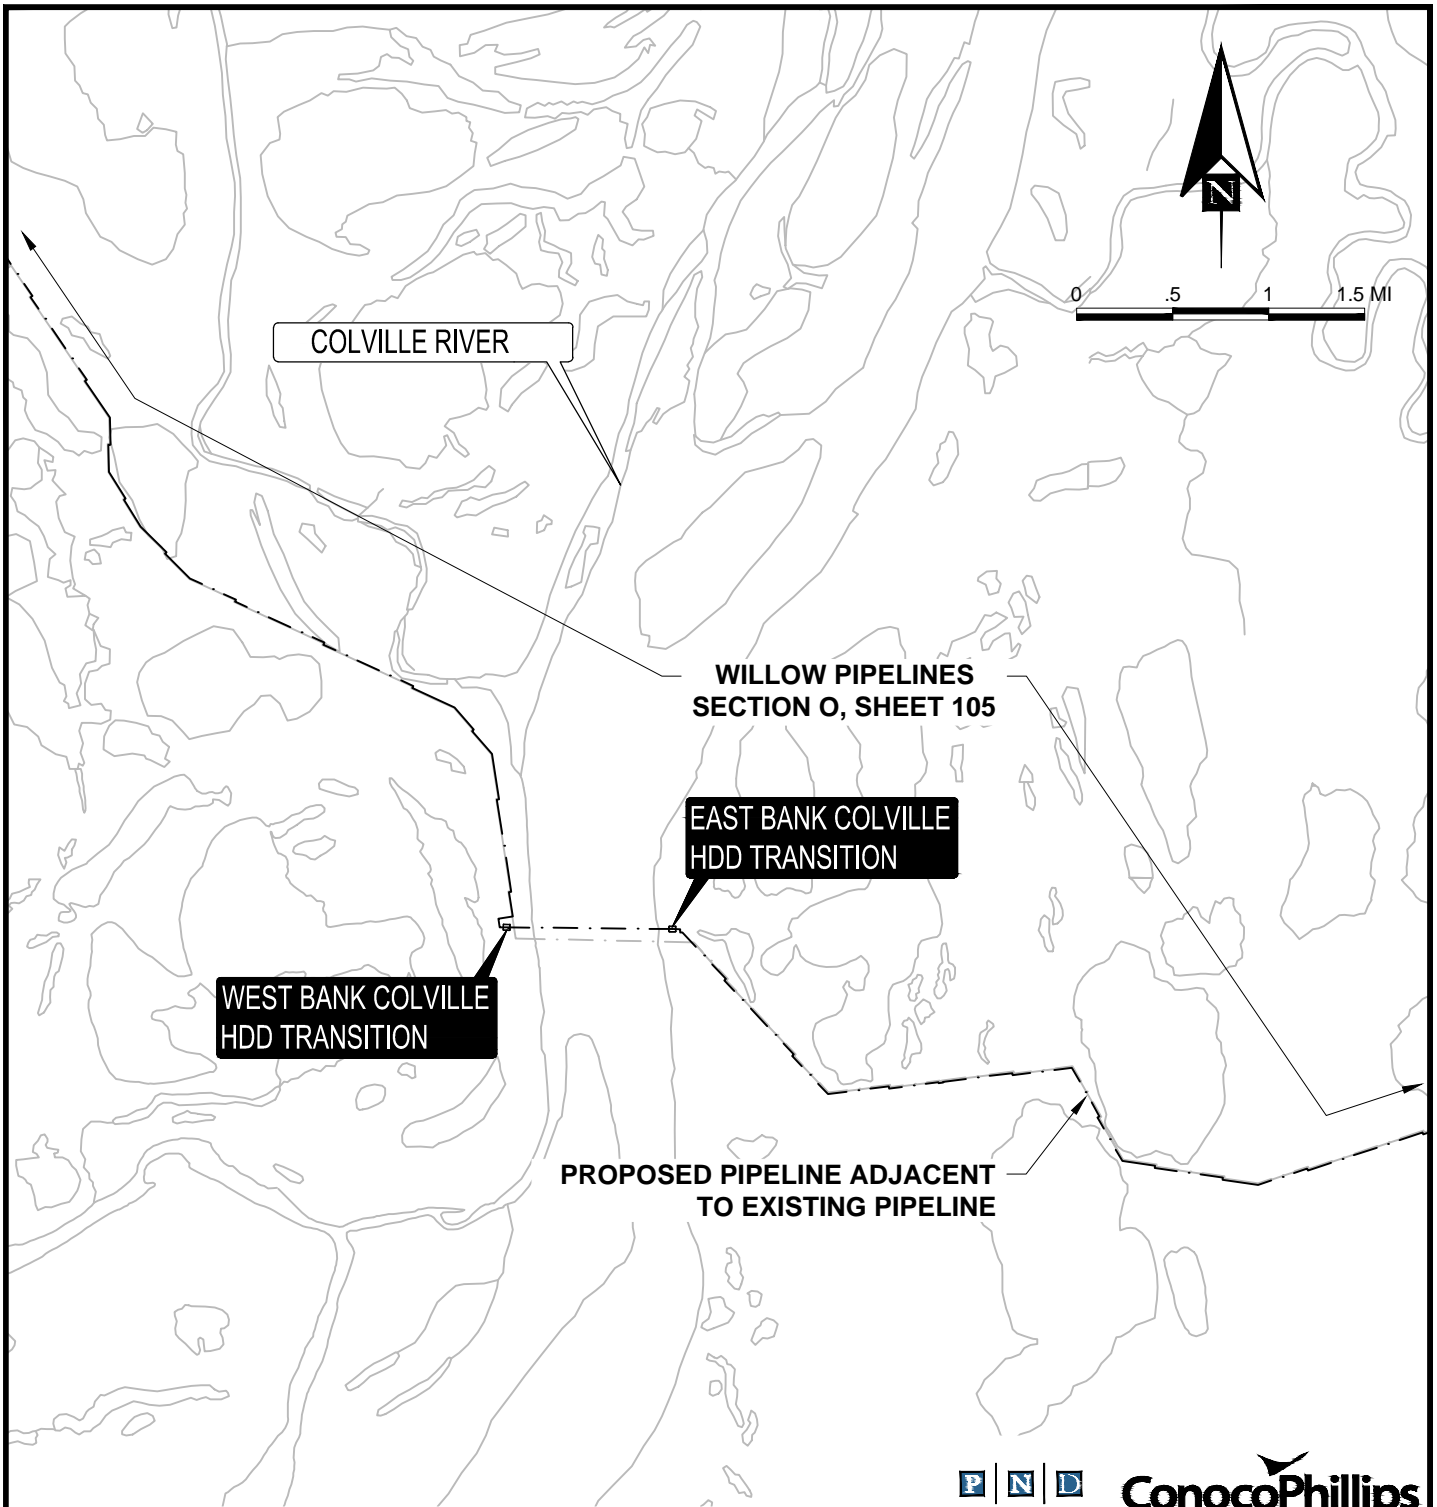 N
0 .5 1 1.5 MI
COLVILLE RIVER
WILLOW PIPELINES
SECTION O, SHEET 105
EAST BANK COLVILLE
HDD TRANSITION
WEST BANK COLVILLE
HDD TRANSITION
PROPOSED PIPELINE ADJACENT
TO EXISTING PIPELINE
P N D
ConocoPhillips